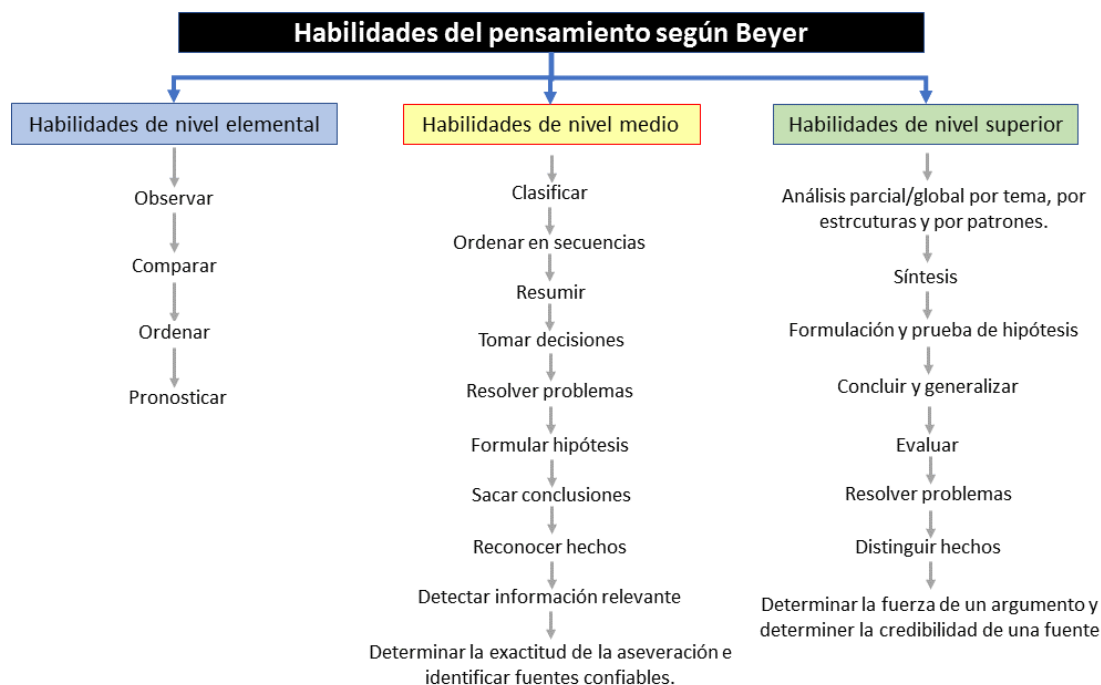 Habilidades del pensamiento según Beyer
Habilidades de nivel elemental
Observar
Comparar
Ordenar
Pronosticar
Habilidades de nivel medio
Clasificar
Ordenar en secuencias
Resumir
Tomar decisiones
Resolver problemas
Formular hipótesis
Sacar conclusiones
Reconocer hechos
Detectar información relevante
Determinar la exactitud de la aseveración e
identificar fuentes confiables.
Habilidades de nivel superior
Análisis parcial/global por tema, por
estrcuturas y por patrones.
Síntesis
Formulación y prueba de hipótesis
Concluir y generalizar
Evaluar
Resolver problemas
Distinguir hechos
Determinar la fuerza de un argumento y
determiner la credibilidad de una fuente